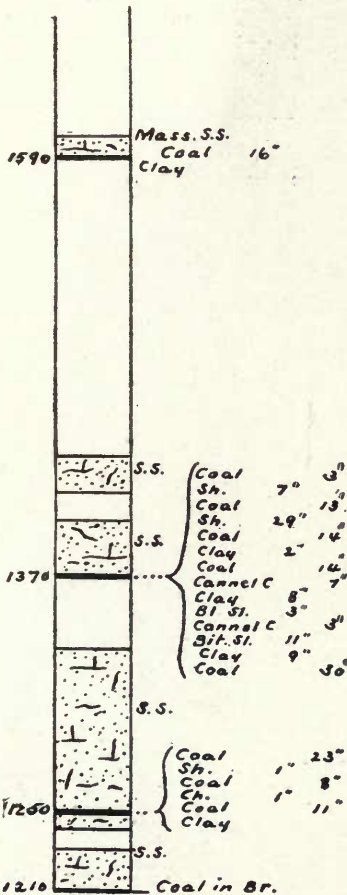 Mass. S.S.
Coal 16"
1590
Clay
S.S.
Coal 3"
Sh. 7"
Coal 13"
Sh. 29"
S.S.
Coal 14"
Clay 2"
Coal 14"
1370
Cannel C 7"
Clay 8"
Bl. Sl. 3"
Cannel C 3"
Bit. Sl. 11"
Clay 9"
Coal 30"
S.S.
Coal 23"
Sh. 1"
Coal 8"
Ch. 1"
1260
Coal 11"
Clay
S.S.
1210
Coal in Br.